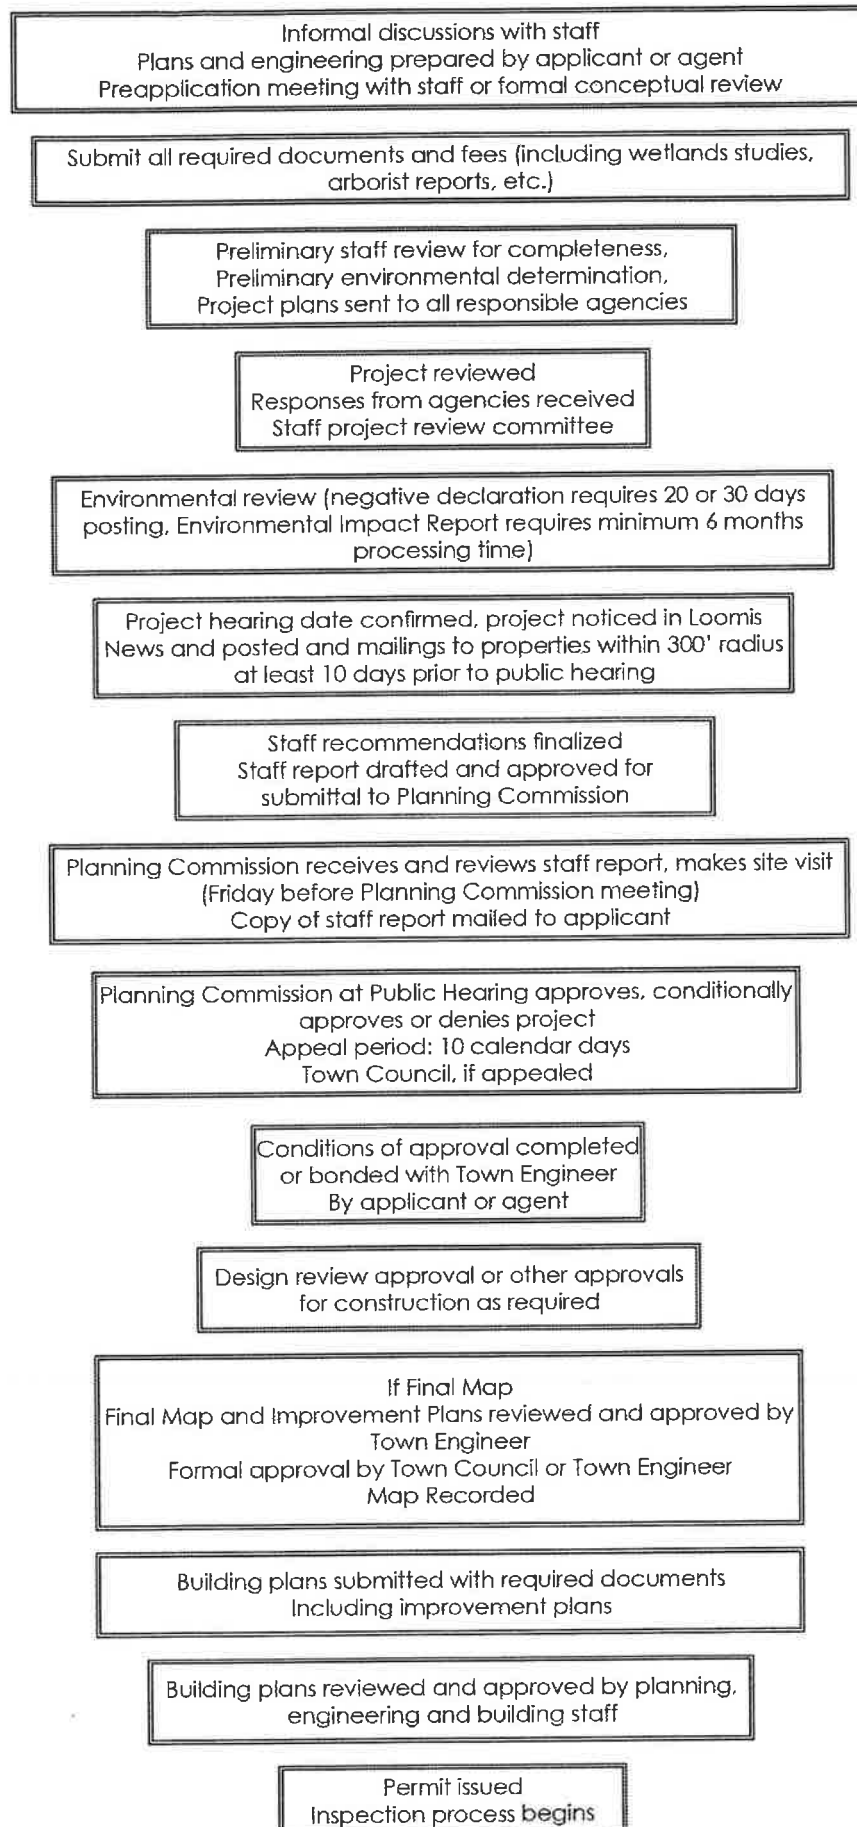 Informal discussions with staff
Plans and engineering prepared by applicant or agent
Preapplication meeting with staff or formal conceptual review
Submit all required documents and fees (including wetlands studies,
arborist reports, etc.)
Preliminary staff review for completeness,
Preliminary environmental determination,
Project plans sent to all responsible agencies
Project reviewed
Responses from agencies received
Staff project review committee
Environmental review (negative declaration requires 20 or 30 days
posting, Environmental Impact Report requires minimum 6 months
processing time)
Project hearing date confirmed, project noticed in Loomis
News and posted and mailings to properties within 300' radius
at least 10 days prior to public hearing
Staff recommendations finalized
Staff report drafted and approved for
submittal to Planning Commission
Planning Commission receives and reviews staff report, makes site visit
(Friday before Planning Commission meeting)
Copy of staff report mailed to applicant
Planning Commission at Public Hearing approves, conditionally
approves or denies project
Appeal period: 10 calendar days
Town Council, if appealed
Conditions of approval completed
or bonded with Town Engineer
By applicant or agent
Design review approval or other approvals
for construction as required
If Final Map
Final Map and Improvement Plans reviewed and approved by
Town Engineer
Formal approval by Town Council or Town Engineer
Map Recorded
Building plans submitted with required documents
Including improvement plans
Building plans reviewed and approved by planning,
engineering and building staff
Permit issued
Inspection process begins